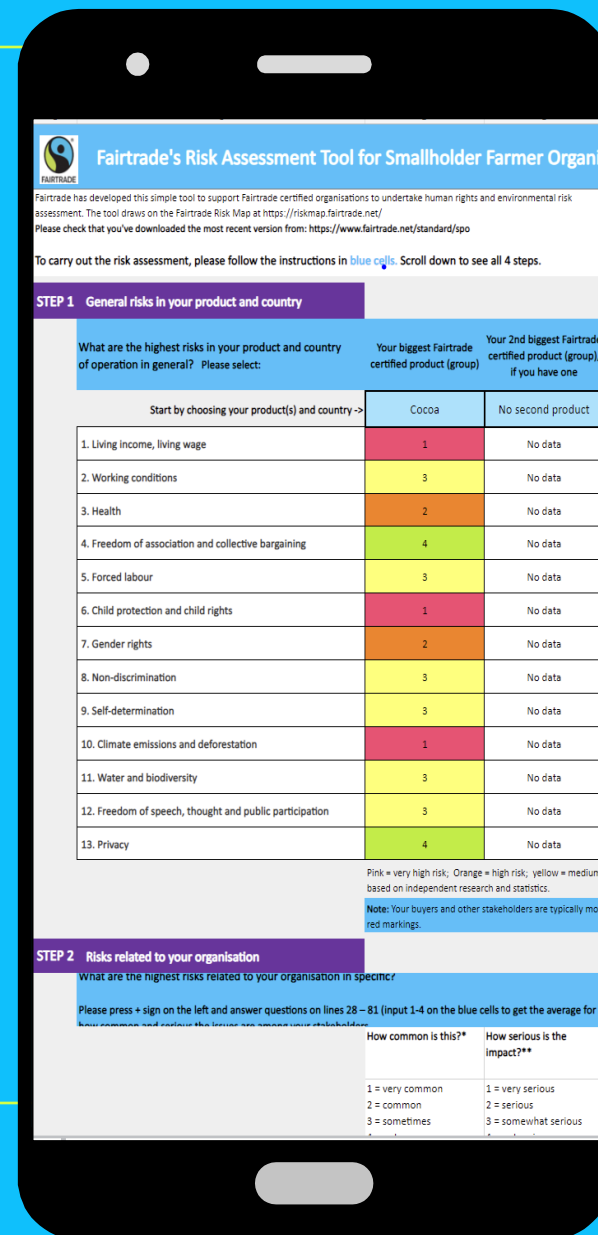 FAIRTRADE
Fairtrade's Risk Assessment Tool for Smallholder Farmer Organi
Fairtrade has developed this simple tool to support Fairtrade certified organisations to undertake human rights and environmental risk
assessment. The tool draws on the Fairtrade Risk Map at https://riskmap.fairtrade.net/
Please check that you've downloaded the most recent version from: https://www.fairtrade.net/standard/spo
To carry out the risk assessment, please follow the instructions in blue cells. Scroll down to see all 4 steps.
STEP 1 General risks in your product and country
What are the highest risks in your product and country
of operation in general? Please select:
Your biggest Fairtrade
certified product (group)
Your 2nd biggest Fairtrade
certified product (group),
if you have one
Start by choosing your product(s) and country -> Cocoa No second product
1. Living income, living wage 1 No data
2. Working conditions 3 No data
3. Health 2 No data
4. Freedom of association and collective bargaining 4 No data
5. Forced labour 3 No data
6. Child protection and child rights 1 No data
7. Gender rights 2 No data
8. Non-discrimination 3 No data
9. Self-determination 3 No data
10. Climate emissions and deforestation 1 No data
11. Water and biodiversity 3 No data
12. Freedom of speech, thought and public participation 3 No data
13. Privacy 4 No data
Pink = very high risk; Orange = high risk; yellow = medium
based on independent research and statistics.
Note: Your buyers and other stakeholders are typically mo
red markings.
STEP 2 Risks related to your organisation
What are the highest risks related to your organisation in specific?
Please press + sign on the left and answer questions on lines 28 – 81 (input 1-4 on the blue cells to get the average for
how common and serious the issues are among your stakeholders
How common is this?*
How serious is the
impact?**
1 = very common 1 = very serious
2 = common 2 = serious
3 = sometimes 3 = somewhat serious